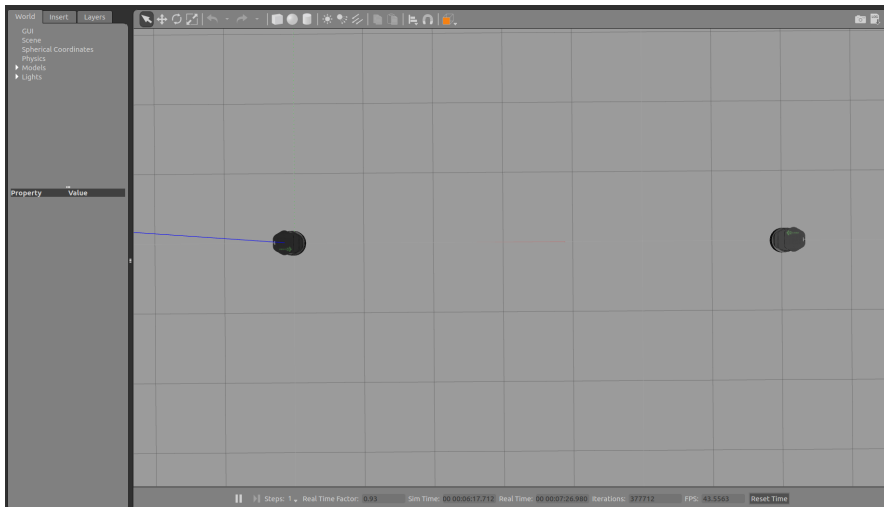 World Insert Layers
GUI
Scene
Spherical Coordinates
Physics
Models
Lights
Property Value
Steps: 1 Real Time Factor: 0.93 Sim Time: 00 00:06:17.712 Real Time: 00 00:07:26.980 Iterations: 377712 FPS: 43.5563 Reset Time